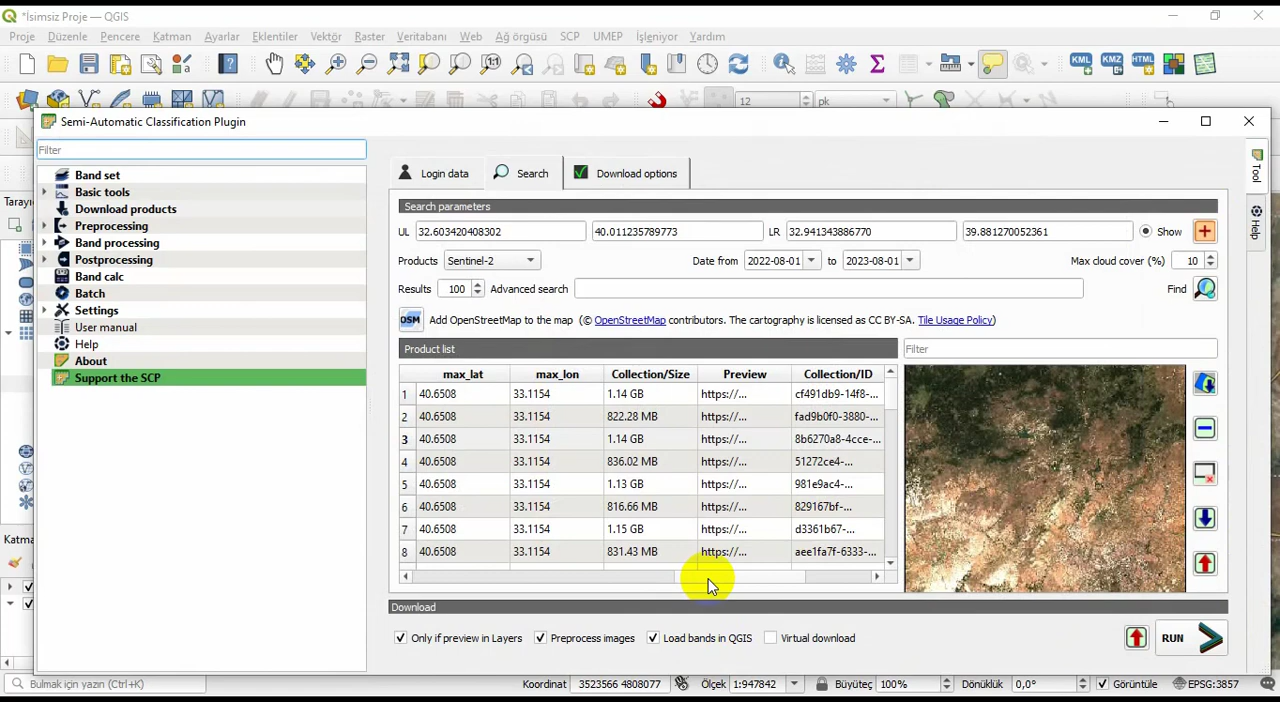 *İsimsiz Proje — QGIS
Proje Düzenle Pencere Katman Ayarlar Eklentiler Vektör Raster Veritabanı Web Ağ örgüsü SCP UMEP İşleniyor Yardım
KML KMZ HTML
12 pk
Semi-Automatic Classification Plugin
Filter
Band set
Basic tools
Download products
Preprocessing
Band processing
Postprocessing
Band calc
Batch
Settings
User manual
Help
About
Support the SCP
Tarayı
Katma
Login data Search Download options
Tool
Help
Search parameters
UL 32.603420408302 40.011235789773 LR 32.941343886770 39.881270052361 Show
Products Sentinel-2 Date from 2022-08-01 to 2023-08-01 Max cloud cover (%) 10
Results 100 Advanced search Find
OSM Add OpenStreetMap to the map (© OpenStreetMap contributors. The cartography is licensed as CC BY-SA. Tile Usage Policy)
Product list Filter
max_lat max_lon Collection/Size Preview Collection/ID
1 40.6508 33.1154 1.14 GB https://... cf491db9-14f8-...
2 40.6508 33.1154 822.28 MB https://... fad9b0f0-3880-...
3 40.6508 33.1154 1.14 GB https://... 8b6270a8-4cce-...
4 40.6508 33.1154 836.02 MB https://... 51272ce4-...
5 40.6508 33.1154 1.13 GB https://... 981e9ac4-...
6 40.6508 33.1154 816.66 MB https://... 829167bf-...
7 40.6508 33.1154 1.15 GB https://... d3361b67-...
8 40.6508 33.1154 831.43 MB https://... aee1fa7f-6333-...
Download
Only if preview in Layers Preprocess images Load bands in QGIS Virtual download RUN
Bulmak için yazın (Ctrl+K) Koordinat 3523566 4808077 Ölçek 1:947842 Büyüteç 100% Dönüklük 0,0° Görüntüle EPSG:3857